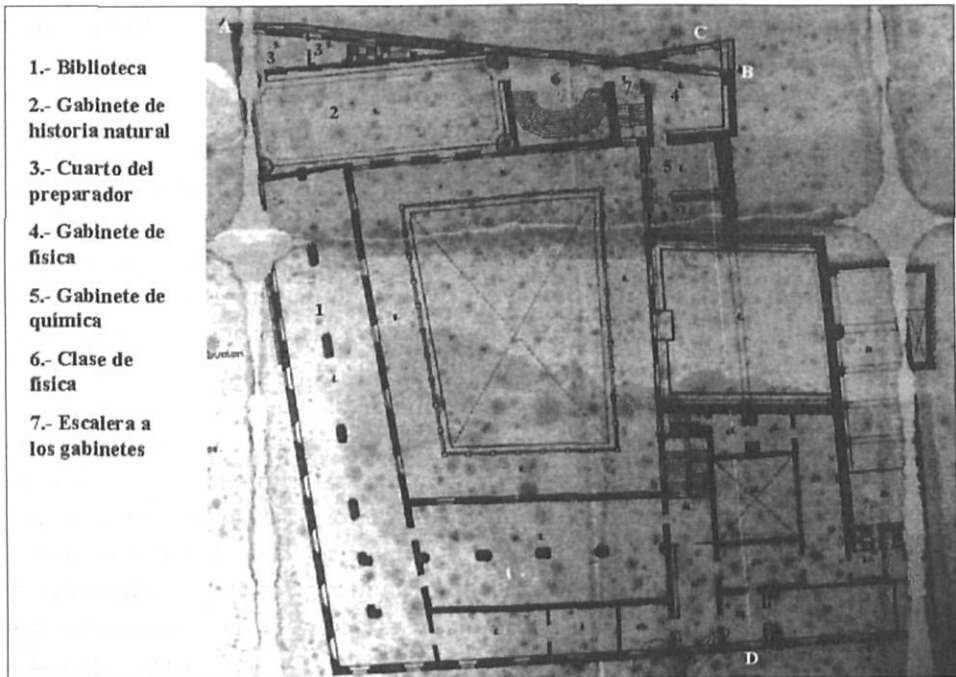 1.- Biblioteca
2.- Gabinete de
historia natural
3.- Cuarto del
preparador
4.- Gabinete de
física
5.- Gabinete de
química
6.- Clase de
física
7.- Escalera a
los gabinetes
A
C
B
3
3
6
7
4
2
5
1
D